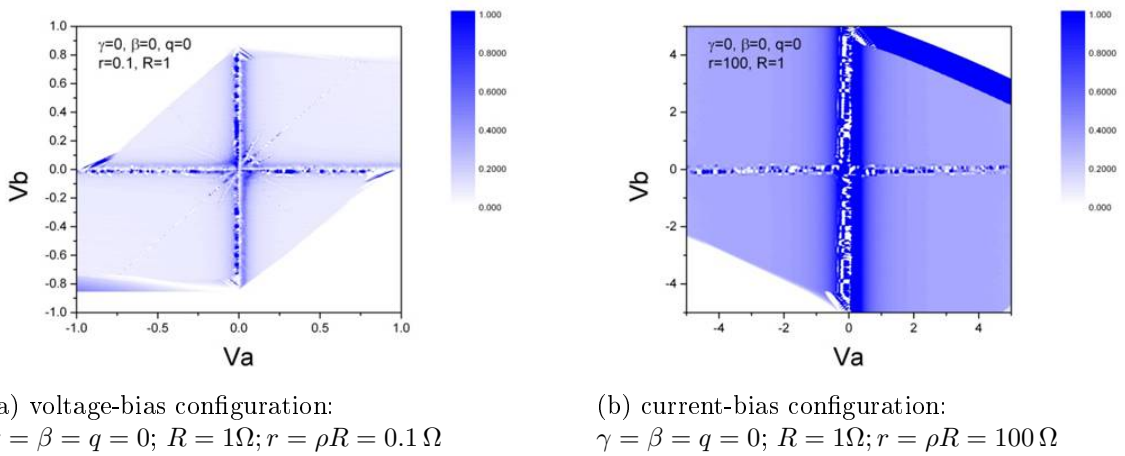 γ=0, β=0, q=0
r=0.1, R=1
1.0
0.8
0.6
0.4
0.2
0.0
-0.2
-0.4
-0.6
-0.8
-1.0
Vb
-1.0 -0.5 0.0 0.5 1.0
Va
1.000
0.8000
0.6000
0.4000
0.2000
0.000
γ=0, β=0, q=0
r=100, R=1
4
2
0
-2
-4
Vb
-4 -2 0 2 4
Va
1.000
0.8000
0.6000
0.4000
0.2000
0.000
a) voltage-bias configuration:
= β = q = 0; R = 1Ω; r = ρR = 0.1 Ω
(b) current-bias configuration:
γ = β = q = 0; R = 1Ω; r = ρR = 100 Ω